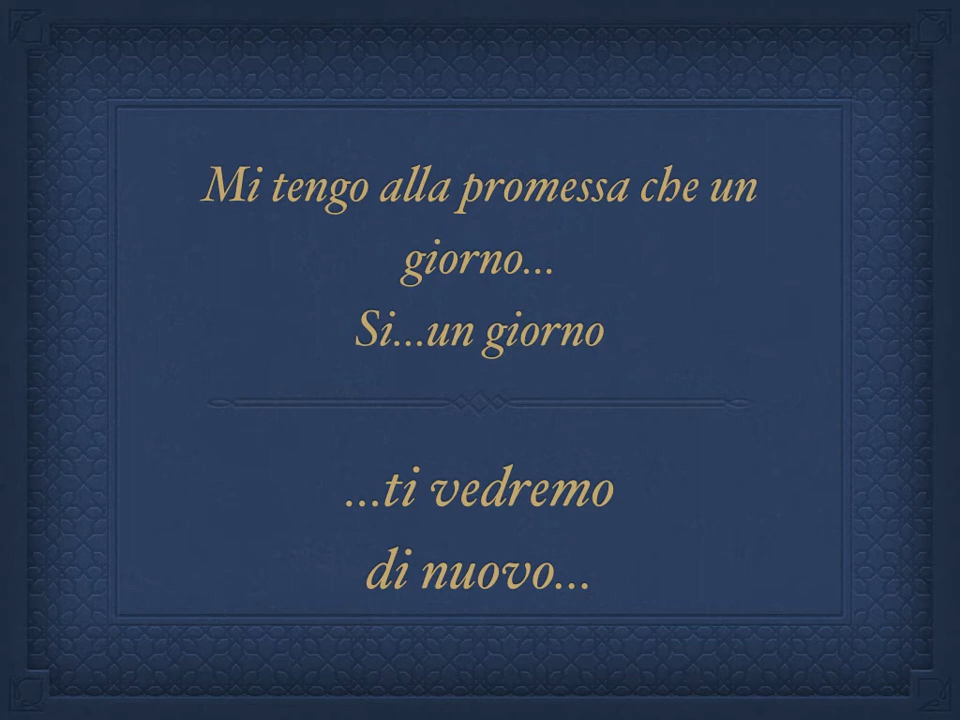 Mi tengo alla promessa che un
giorno...
Si...un giorno
...ti vedremo
di nuovo...